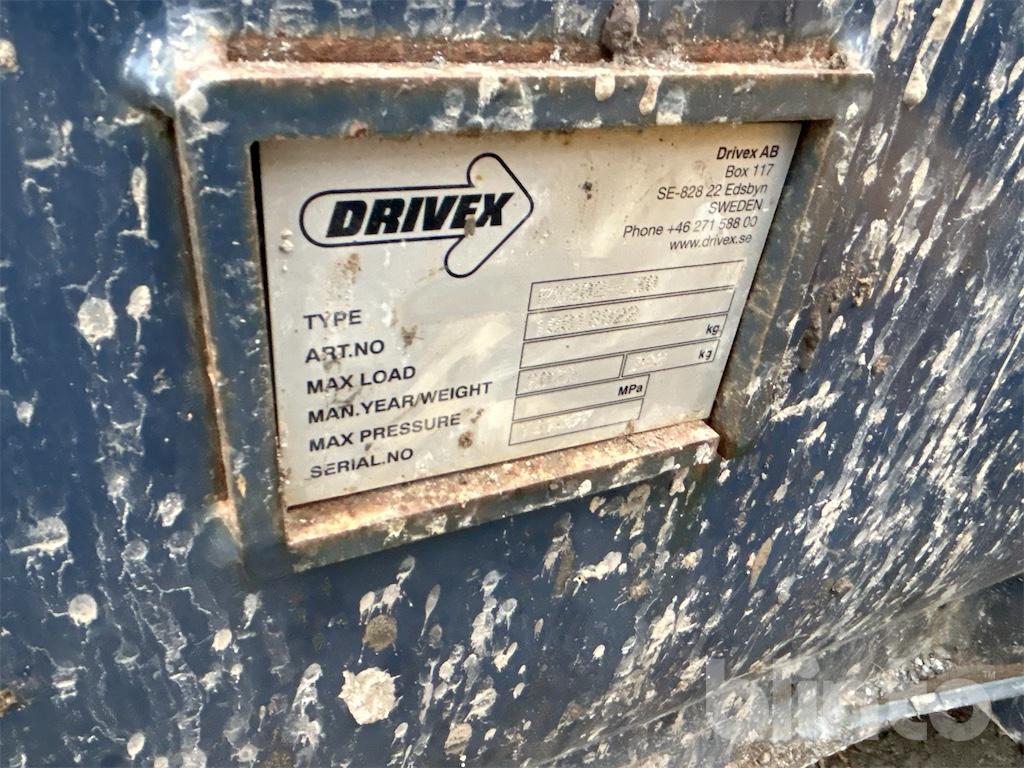 DRIVEX
Drivex AB
Box 117
SE-828 22 Edsbyn
SWEDEN
Phone +46 271 588 00
www.drivex.se
TYPE
ART.NO
MAX LOAD kg
MAN.YEAR/WEIGHT kg
MAX PRESSURE MPa
SERIAL.NO
blinto